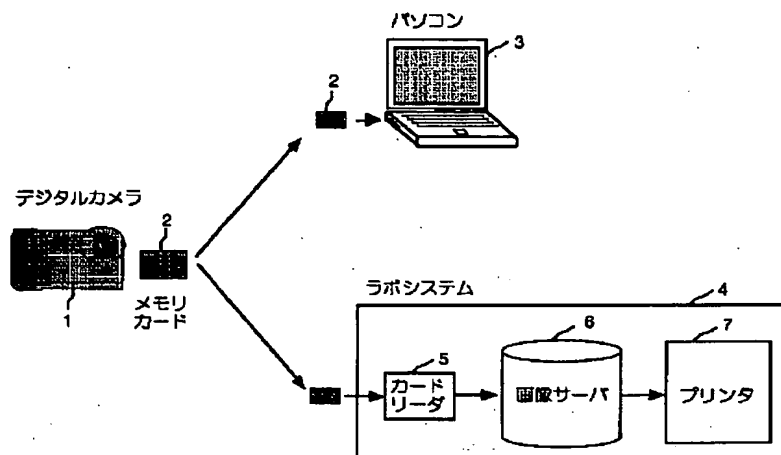 パソコン
3
2
デジタルカメラ
2
1
メモリ
カード
ラボシステム
4
5
6
7
カード
リーダ
画像サーバ
プリンタ